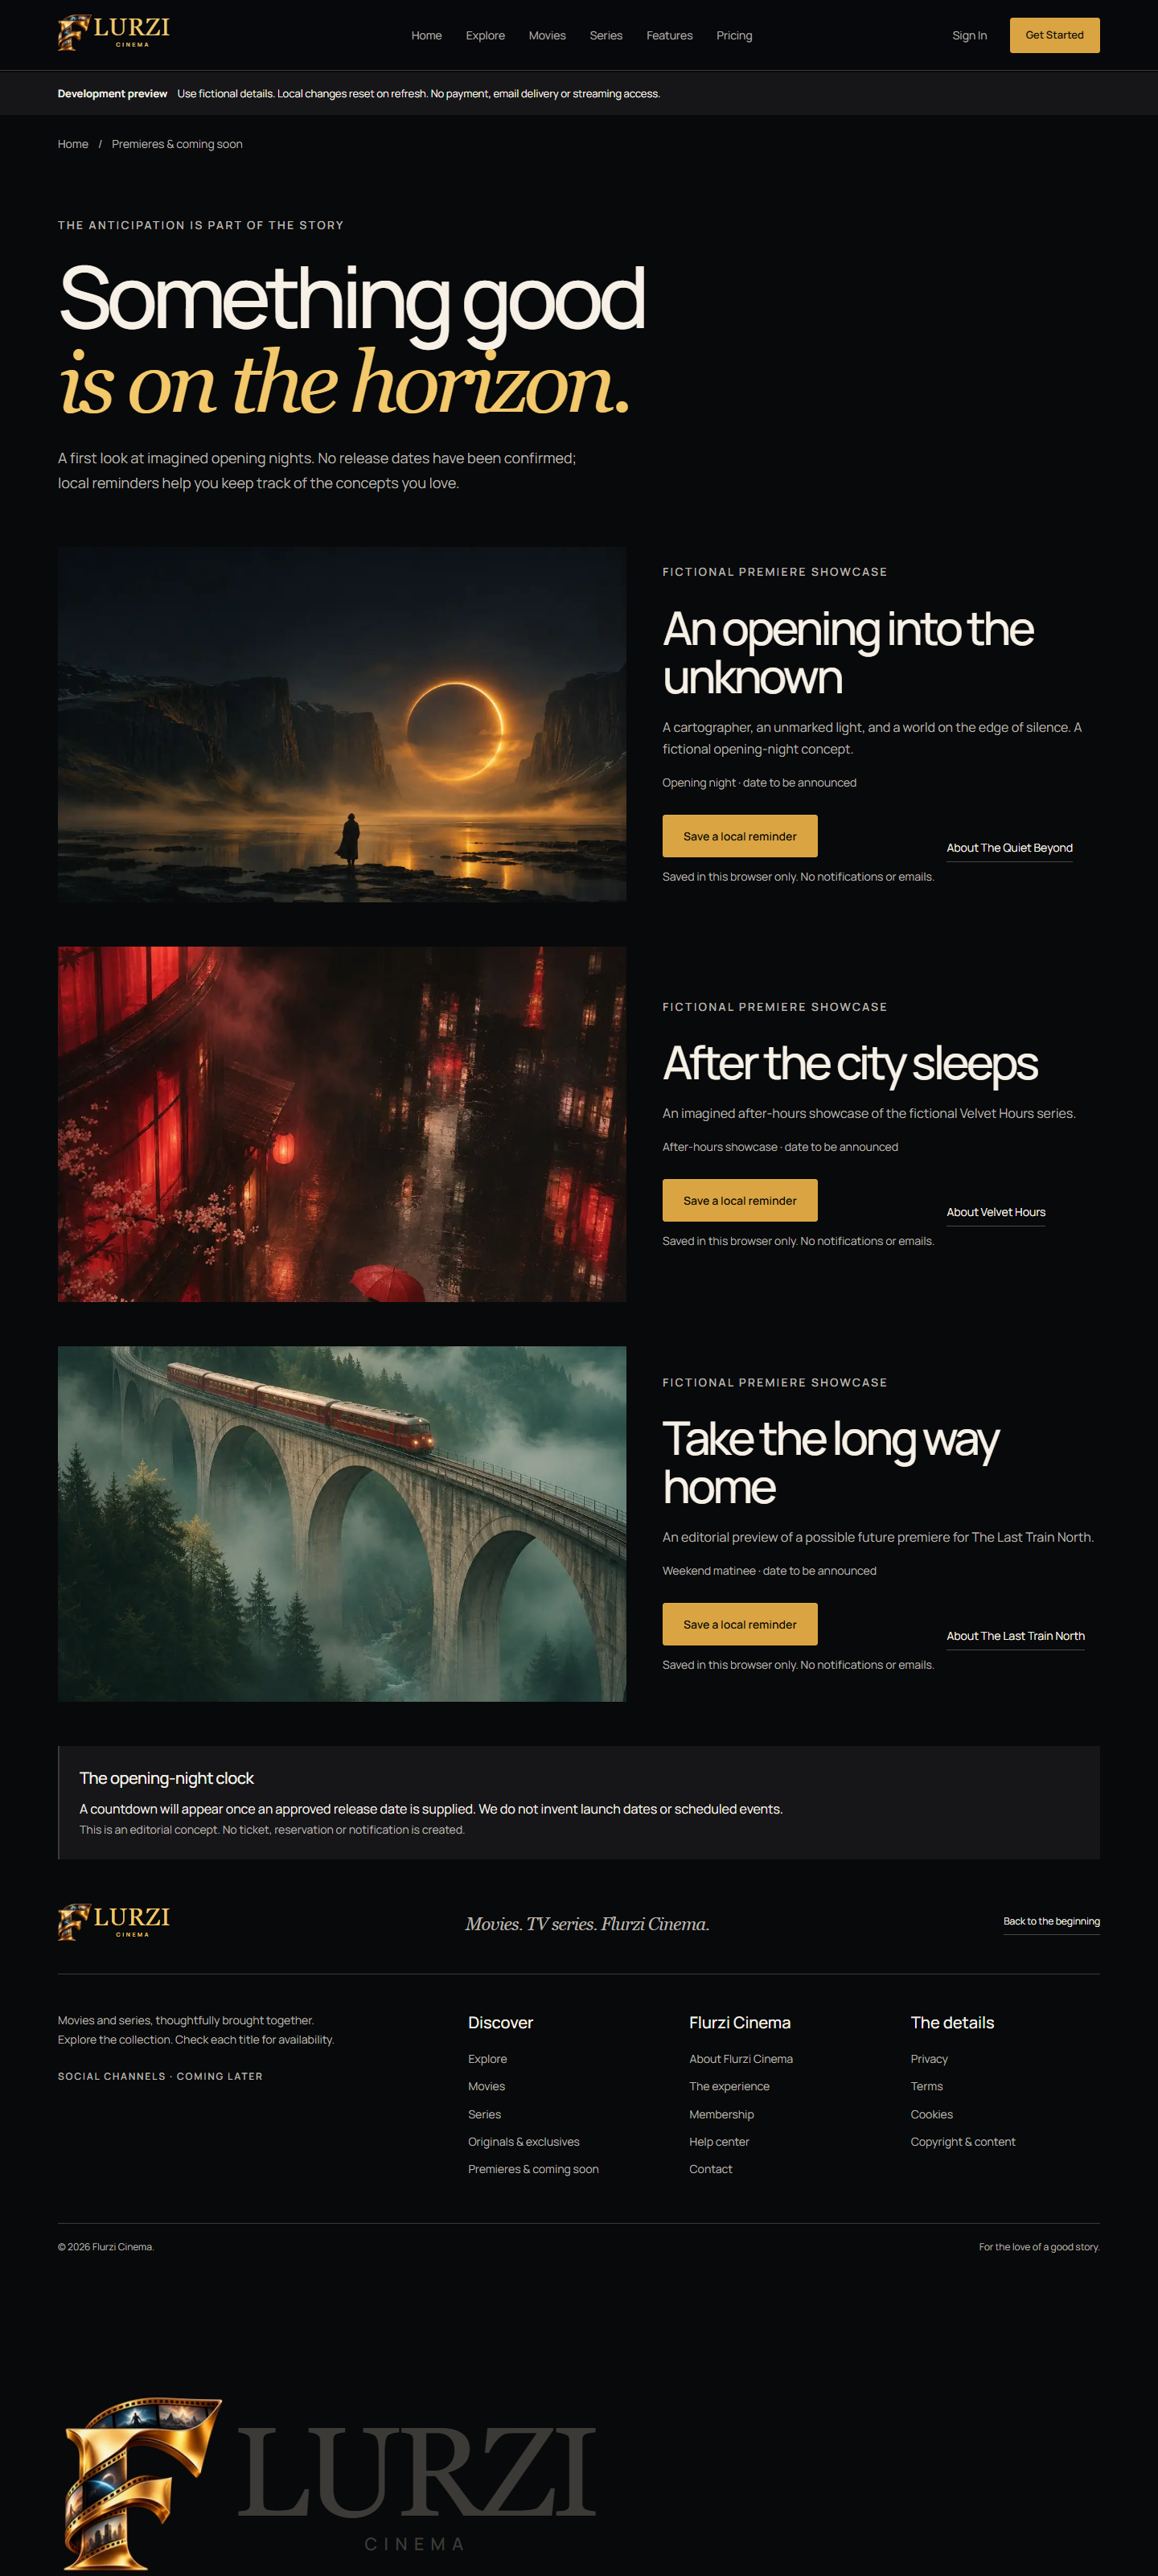 FLURZI
CINEMA
Home
Explore
Movies
Series
Features
Pricing
Sign In
Get Started
Development preview Use fictional details. Local changes reset on refresh. No payment, email delivery or streaming access.
Home / Premieres & coming soon
THE ANTICIPATION IS PART OF THE STORY
Something good
is on the horizon.
A first look at imagined opening nights. No release dates have been confirmed;
local reminders help you keep track of the concepts you love.
FICTIONAL PREMIERE SHOWCASE
An opening into the
unknown
A cartographer, an unmarked light, and a world on the edge of silence. A
fictional opening-night concept.
Opening night · date to be announced
Save a local reminder
About The Quiet Beyond
Saved in this browser only. No notifications or emails.
FICTIONAL PREMIERE SHOWCASE
After the city sleeps
An imagined after-hours showcase of the fictional Velvet Hours series.
After-hours showcase · date to be announced
Save a local reminder
About Velvet Hours
Saved in this browser only. No notifications or emails.
FICTIONAL PREMIERE SHOWCASE
Take the long way
home
An editorial preview of a possible future premiere for The Last Train North.
Weekend matinee · date to be announced
Save a local reminder
About The Last Train North
Saved in this browser only. No notifications or emails.
The opening-night clock
A countdown will appear once an approved release date is supplied. We do not invent launch dates or scheduled events.
This is an editorial concept. No ticket, reservation or notification is created.
FLURZI
CINEMA
Movies. TV series. Flurzi Cinema.
Back to the beginning
Movies and series, thoughtfully brought together.
Explore the collection. Check each title for availability.
SOCIAL CHANNELS · COMING LATER
Discover
Explore
Movies
Series
Originals & exclusives
Premieres & coming soon
Flurzi Cinema
About Flurzi Cinema
The experience
Membership
Help center
Contact
The details
Privacy
Terms
Cookies
Copyright & content
© 2026 Flurzi Cinema.
For the love of a good story.
FLURZI
CINEMA